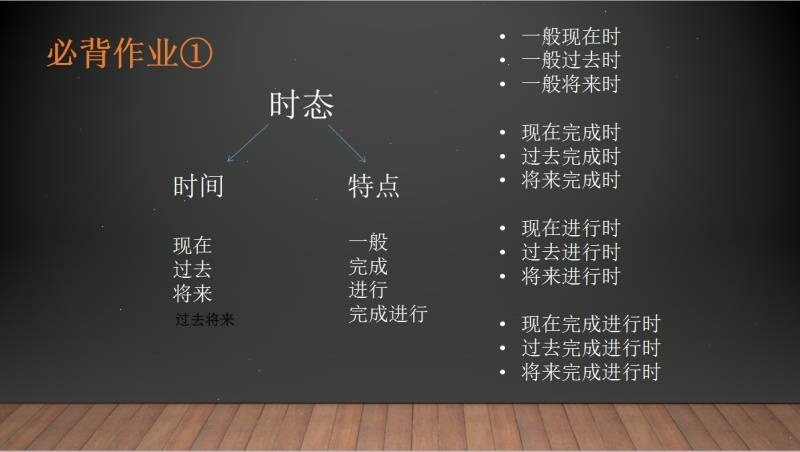 必背作业①
时态
时间
现在
过去
将来
过去将来
特点
一般
完成
进行
完成进行
• 一般现在时
• 一般过去时
• 一般将来时
• 现在完成时
• 过去完成时
• 将来完成时
• 现在进行时
• 过去进行时
• 将来进行时
• 现在完成进行时
• 过去完成进行时
• 将来完成进行时